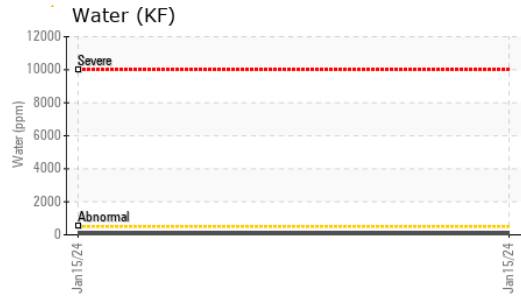 Water (KF)
12000
Severe
10000
8000
6000
4000
2000
Abnormal
0
Water (ppm)
Jan15/24
Jan15/24